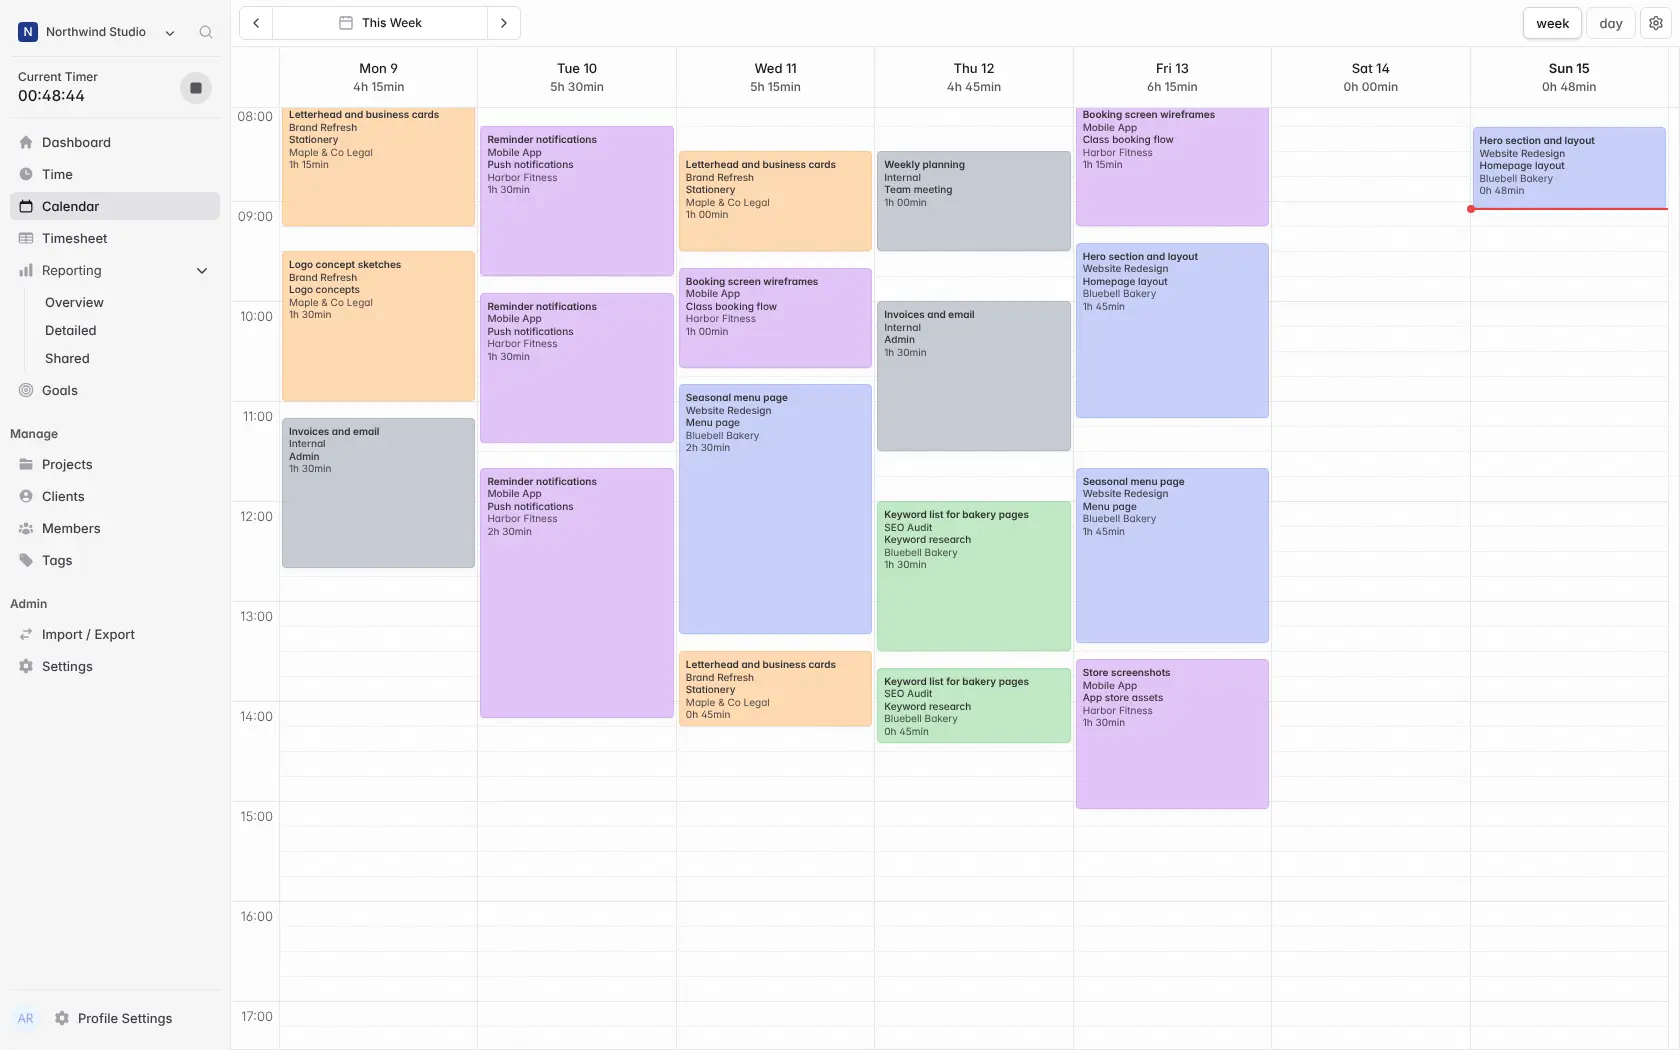 N Northwind Studio
Current Timer
00:48:44
Dashboard
Time
Calendar
Timesheet
Reporting
Overview
Detailed
Shared
Goals
Manage
Projects
Clients
Members
Tags
Admin
Import / Export
Settings
AR
Profile Settings
This Week
week
day
Mon 9
4h 15min
Tue 10
5h 30min
Wed 11
5h 15min
Thu 12
4h 45min
Fri 13
6h 15min
Sat 14
0h 00min
Sun 15
0h 48min
08:00
09:00
10:00
11:00
12:00
13:00
14:00
15:00
16:00
17:00
Letterhead and business cards
Brand Refresh
Stationery
Maple & Co Legal
1h 15min
Logo concept sketches
Brand Refresh
Logo concepts
Maple & Co Legal
1h 30min
Invoices and email
Internal
Admin
1h 30min
Reminder notifications
Mobile App
Push notifications
Harbor Fitness
1h 30min
Reminder notifications
Mobile App
Push notifications
Harbor Fitness
1h 30min
Reminder notifications
Mobile App
Push notifications
Harbor Fitness
2h 30min
Letterhead and business cards
Brand Refresh
Stationery
Maple & Co Legal
1h 00min
Booking screen wireframes
Mobile App
Class booking flow
Harbor Fitness
1h 00min
Seasonal menu page
Website Redesign
Menu page
Bluebell Bakery
2h 30min
Letterhead and business cards
Brand Refresh
Stationery
Maple & Co Legal
0h 45min
Weekly planning
Internal
Team meeting
1h 00min
Invoices and email
Internal
Admin
1h 30min
Keyword list for bakery pages
SEO Audit
Keyword research
Bluebell Bakery
1h 30min
Keyword list for bakery pages
SEO Audit
Keyword research
Bluebell Bakery
0h 45min
Booking screen wireframes
Mobile App
Class booking flow
Harbor Fitness
1h 15min
Hero section and layout
Website Redesign
Homepage layout
Bluebell Bakery
1h 45min
Seasonal menu page
Website Redesign
Menu page
Bluebell Bakery
1h 45min
Store screenshots
Mobile App
App store assets
Harbor Fitness
1h 30min
Hero section and layout
Website Redesign
Homepage layout
Bluebell Bakery
0h 48min